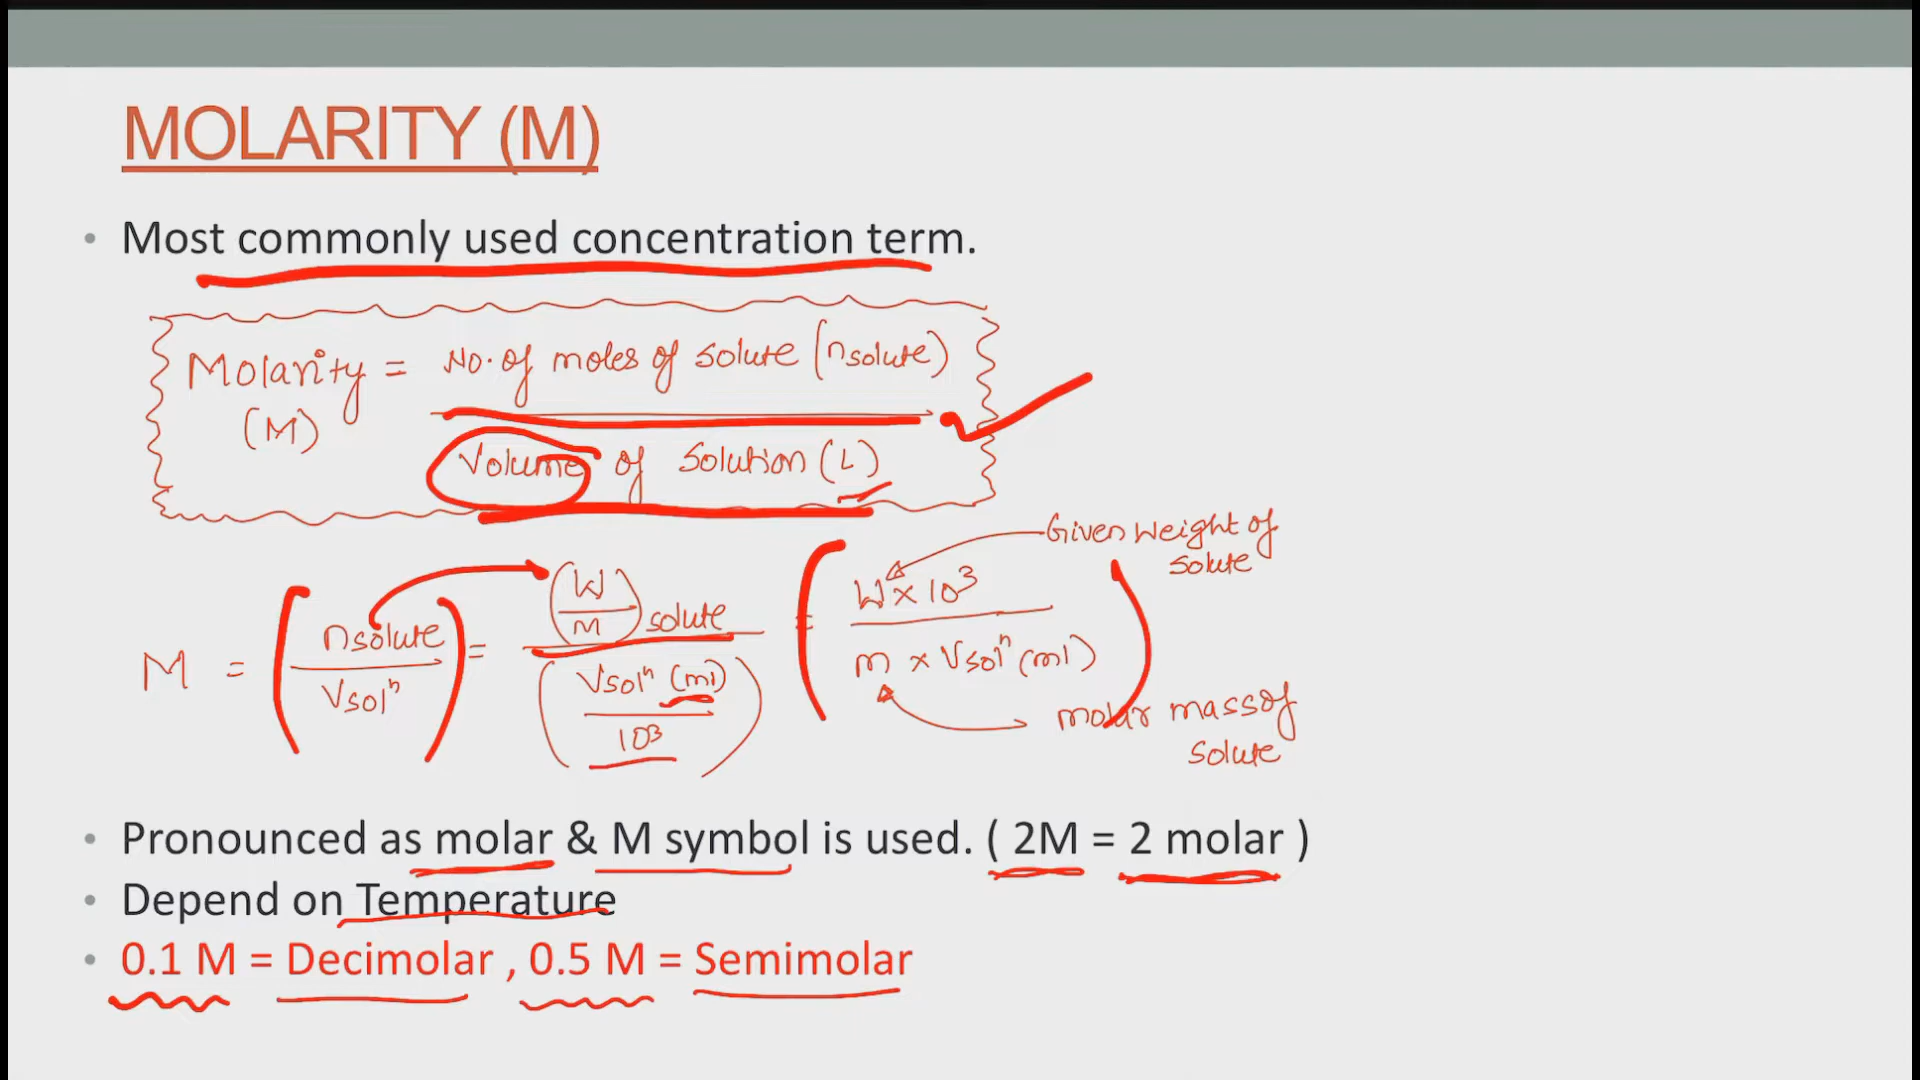 MOLARITY (M)
• Most commonly used concentration term.
Molarity = No. of moles of solute (nsolute)
(M) Volume of solution (L)
Given weight of
solute
M = nsolute / Vsolⁿ = (W/M) solute / (Vsolⁿ (ml) / 10³) = W × 10³ / m × Vsolⁿ (ml)
molar mass of
solute
• Pronounced as molar & M symbol is used. ( 2M = 2 molar )
• Depend on Temperature
• 0.1 M = Decimolar , 0.5 M = Semimolar